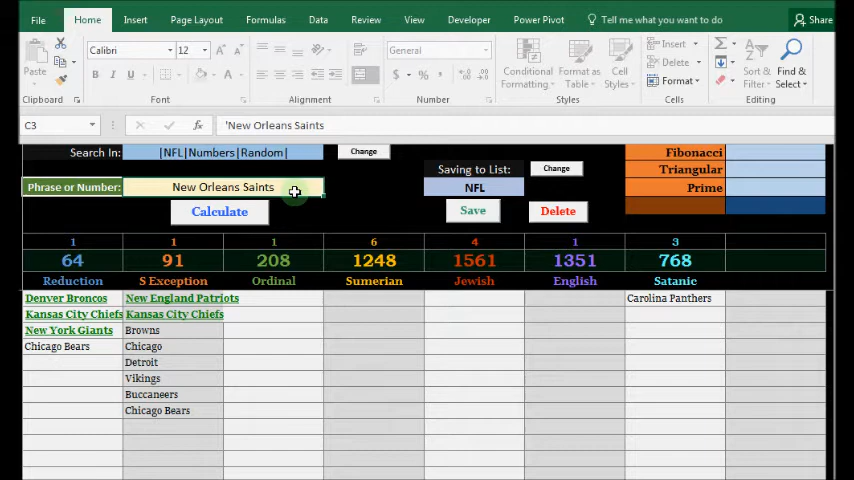 File Home Insert Page Layout Formulas Data Review View Developer Power Pivot Tell me what you want to do Share
Calibri 12 A A General Insert Σ
Paste B I U A $ % , Conditional Formatting Format as Table Cell Styles Delete Format Sort & Filter Find & Select
Clipboard Font Alignment Number Styles Cells Editing
C3 fx 'New Orleans Saints
Search In: |NFL|Numbers|Random| Change Fibonacci
Saving to List: Change Triangular
Phrase or Number: New Orleans Saints NFL Prime
Calculate Save Delete
1 1 1 6 4 1 3
64 91 208 1248 1561 1351 768
Reduction S Exception Ordinal Sumerian Jewish English Satanic
Denver Broncos New England Patriots Carolina Panthers
Kansas City Chiefs Kansas City Chiefs
New York Giants Browns
Chicago Bears Chicago
Detroit
Vikings
Buccaneers
Chicago Bears